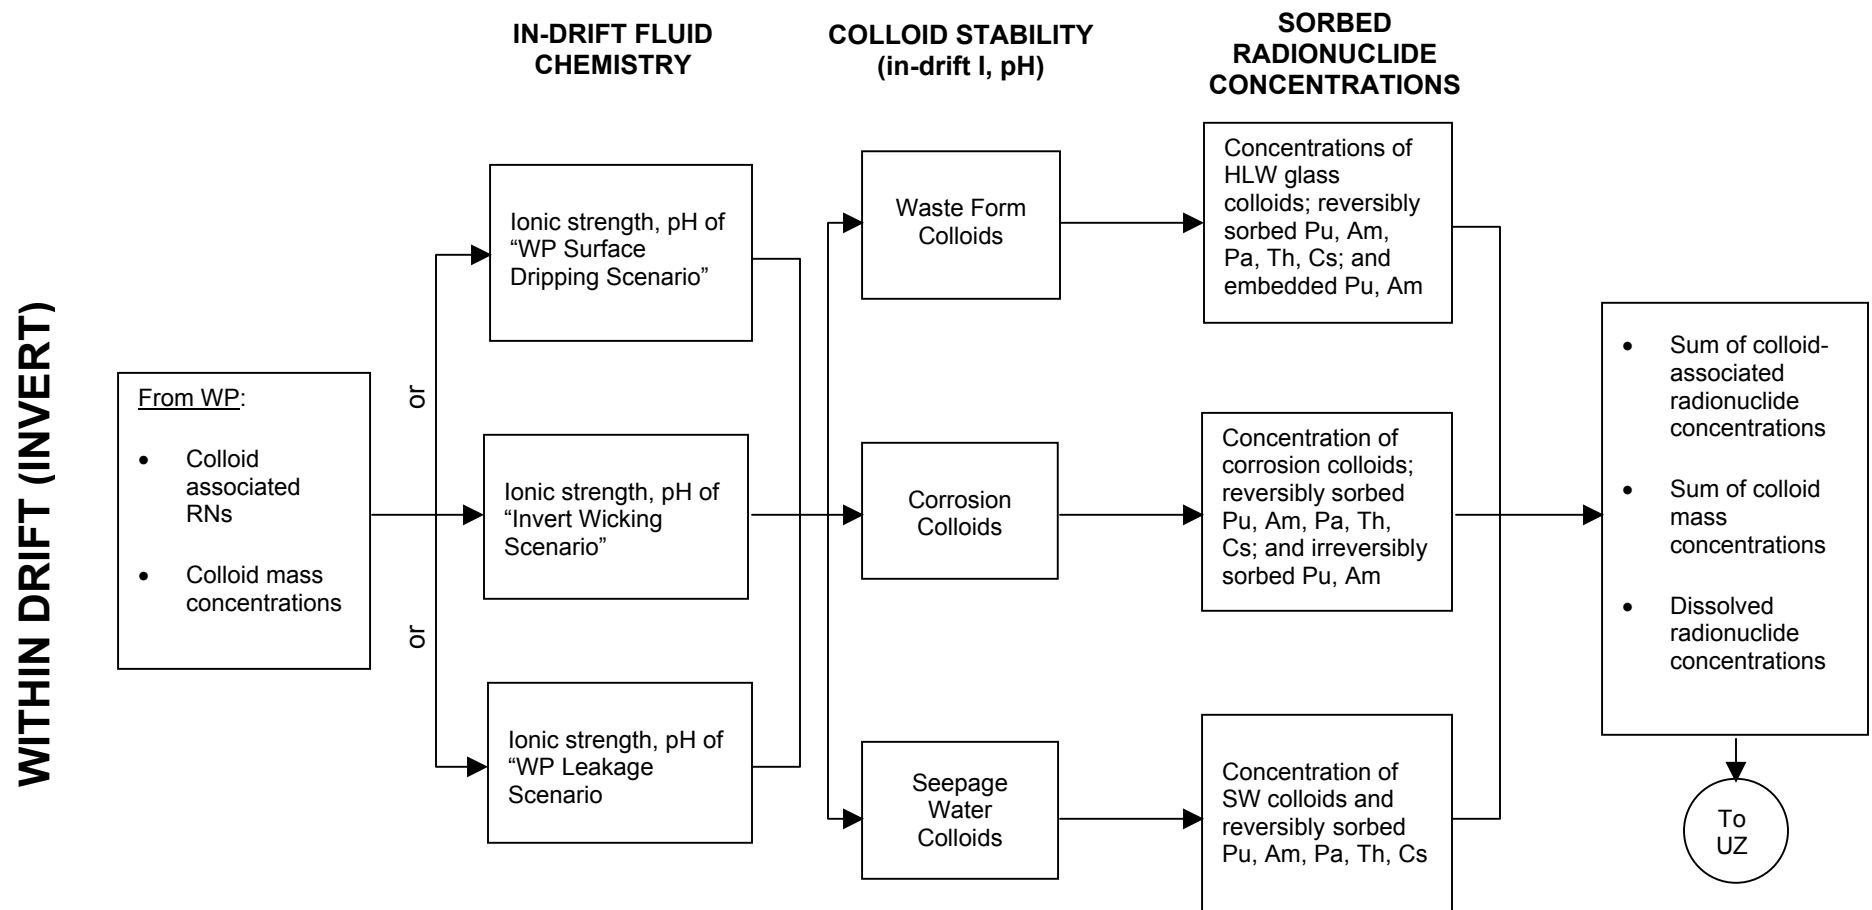 WITHIN DRIFT (INVERT)
IN-DRIFT FLUID
CHEMISTRY
COLLOID STABILITY
(in-drift I, pH)
SORBED
RADIONUCLIDE
CONCENTRATIONS
From WP:
• Colloid
associated
RNs
• Colloid mass
concentrations
or
or
Ionic strength, pH of
“WP Surface
Dripping Scenario”
Ionic strength, pH of
“Invert Wicking
Scenario”
Ionic strength, pH of
“WP Leakage
Scenario
Waste Form
Colloids
Corrosion
Colloids
Seepage
Water
Colloids
Concentrations of
HLW glass
colloids; reversibly
sorbed Pu, Am,
Pa, Th, Cs; and
embedded Pu, Am
Concentration of
corrosion colloids;
reversibly sorbed
Pu, Am, Pa, Th,
Cs; and irreversibly
sorbed Pu, Am
Concentration of
SW colloids and
reversibly sorbed
Pu, Am, Pa, Th, Cs
• Sum of colloid-
associated
radionuclide
concentrations
• Sum of colloid
mass
concentrations
• Dissolved
radionuclide
concentrations
To
UZ